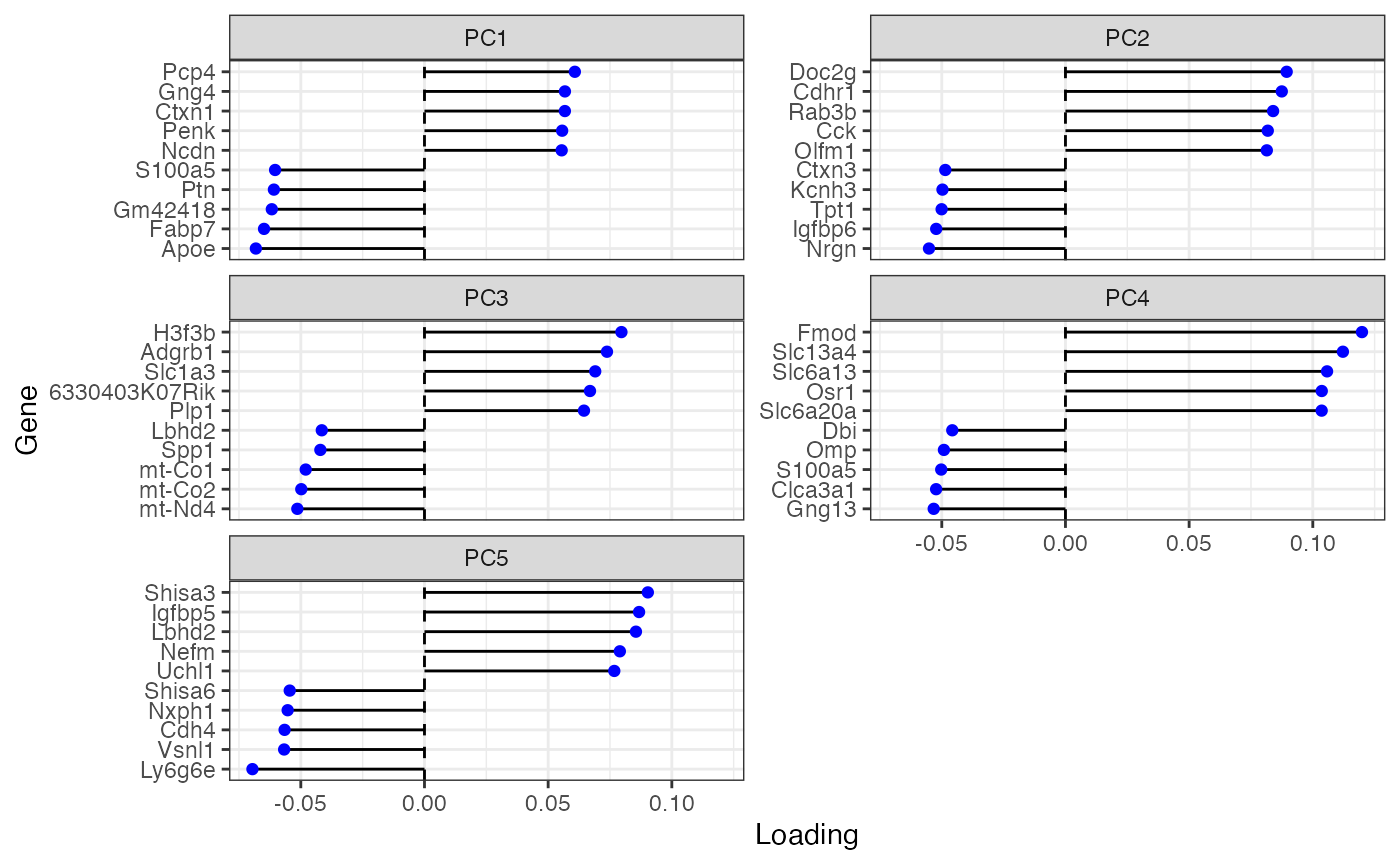 PC1
Pcp4
Gng4
Ctxn1
Penk
Ncdn
S100a5
Ptn
Gm42418
Fabp7
Apoe
PC2
Doc2g
Cdhr1
Rab3b
Cck
Olfm1
Ctxn3
Kcnh3
Tpt1
Igfbp6
Nrgn
PC3
H3f3b
Adgrb1
Slc1a3
6330403K07Rik
Plp1
Lbhd2
Spp1
mt-Co1
mt-Co2
mt-Nd4
PC4
Fmod
Slc13a4
Slc6a13
Osr1
Slc6a20a
Dbi
Omp
S100a5
Clca3a1
Gng13
-0.05 0.00 0.05 0.10
PC5
Shisa3
Igfbp5
Lbhd2
Nefm
Uchl1
Shisa6
Nxph1
Cdh4
Vsnl1
Ly6g6e
-0.05 0.00 0.05 0.10
Gene
Loading